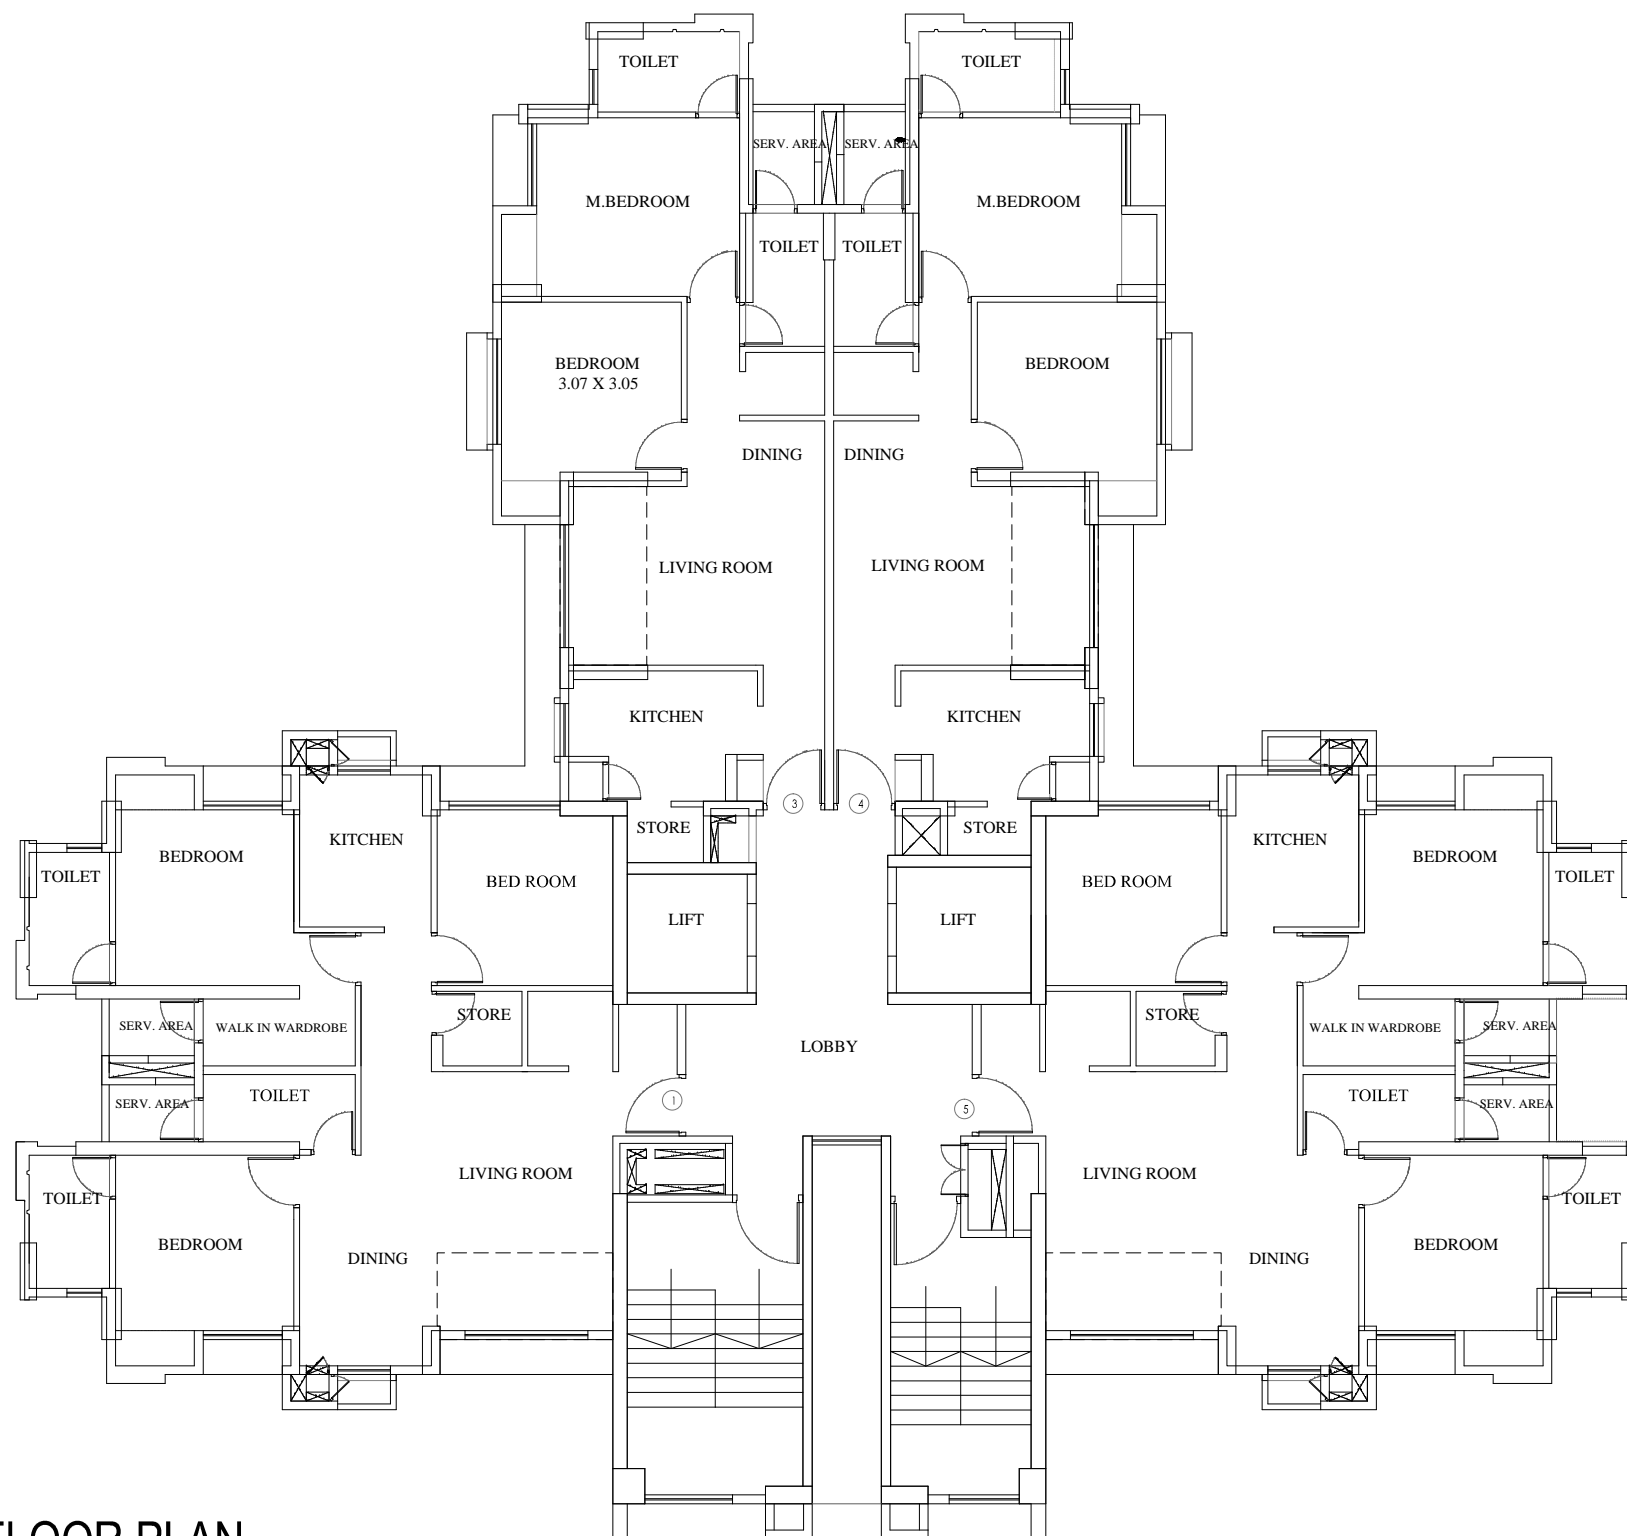 TOILET
TOILET
SERV. AREA
SERV. AREA
M.BEDROOM
M.BEDROOM
TOILET
TOILET
BEDROOM
3.07 X 3.05
BEDROOM
DINING
DINING
LIVING ROOM
LIVING ROOM
KITCHEN
KITCHEN
3
4
STORE
STORE
KITCHEN
KITCHEN
BEDROOM
BEDROOM
TOILET
BED ROOM
BED ROOM
TOILET
LIFT
LIFT
STORE
STORE
SERV. AREA
WALK IN WARDROBE
WALK IN WARDROBE
SERV. AREA
LOBBY
TOILET
TOILET
SERV. AREA
SERV. AREA
1
5
LIVING ROOM
LIVING ROOM
TOILET
TOILET
BEDROOM
BEDROOM
DINING
DINING
FLOOR PLAN